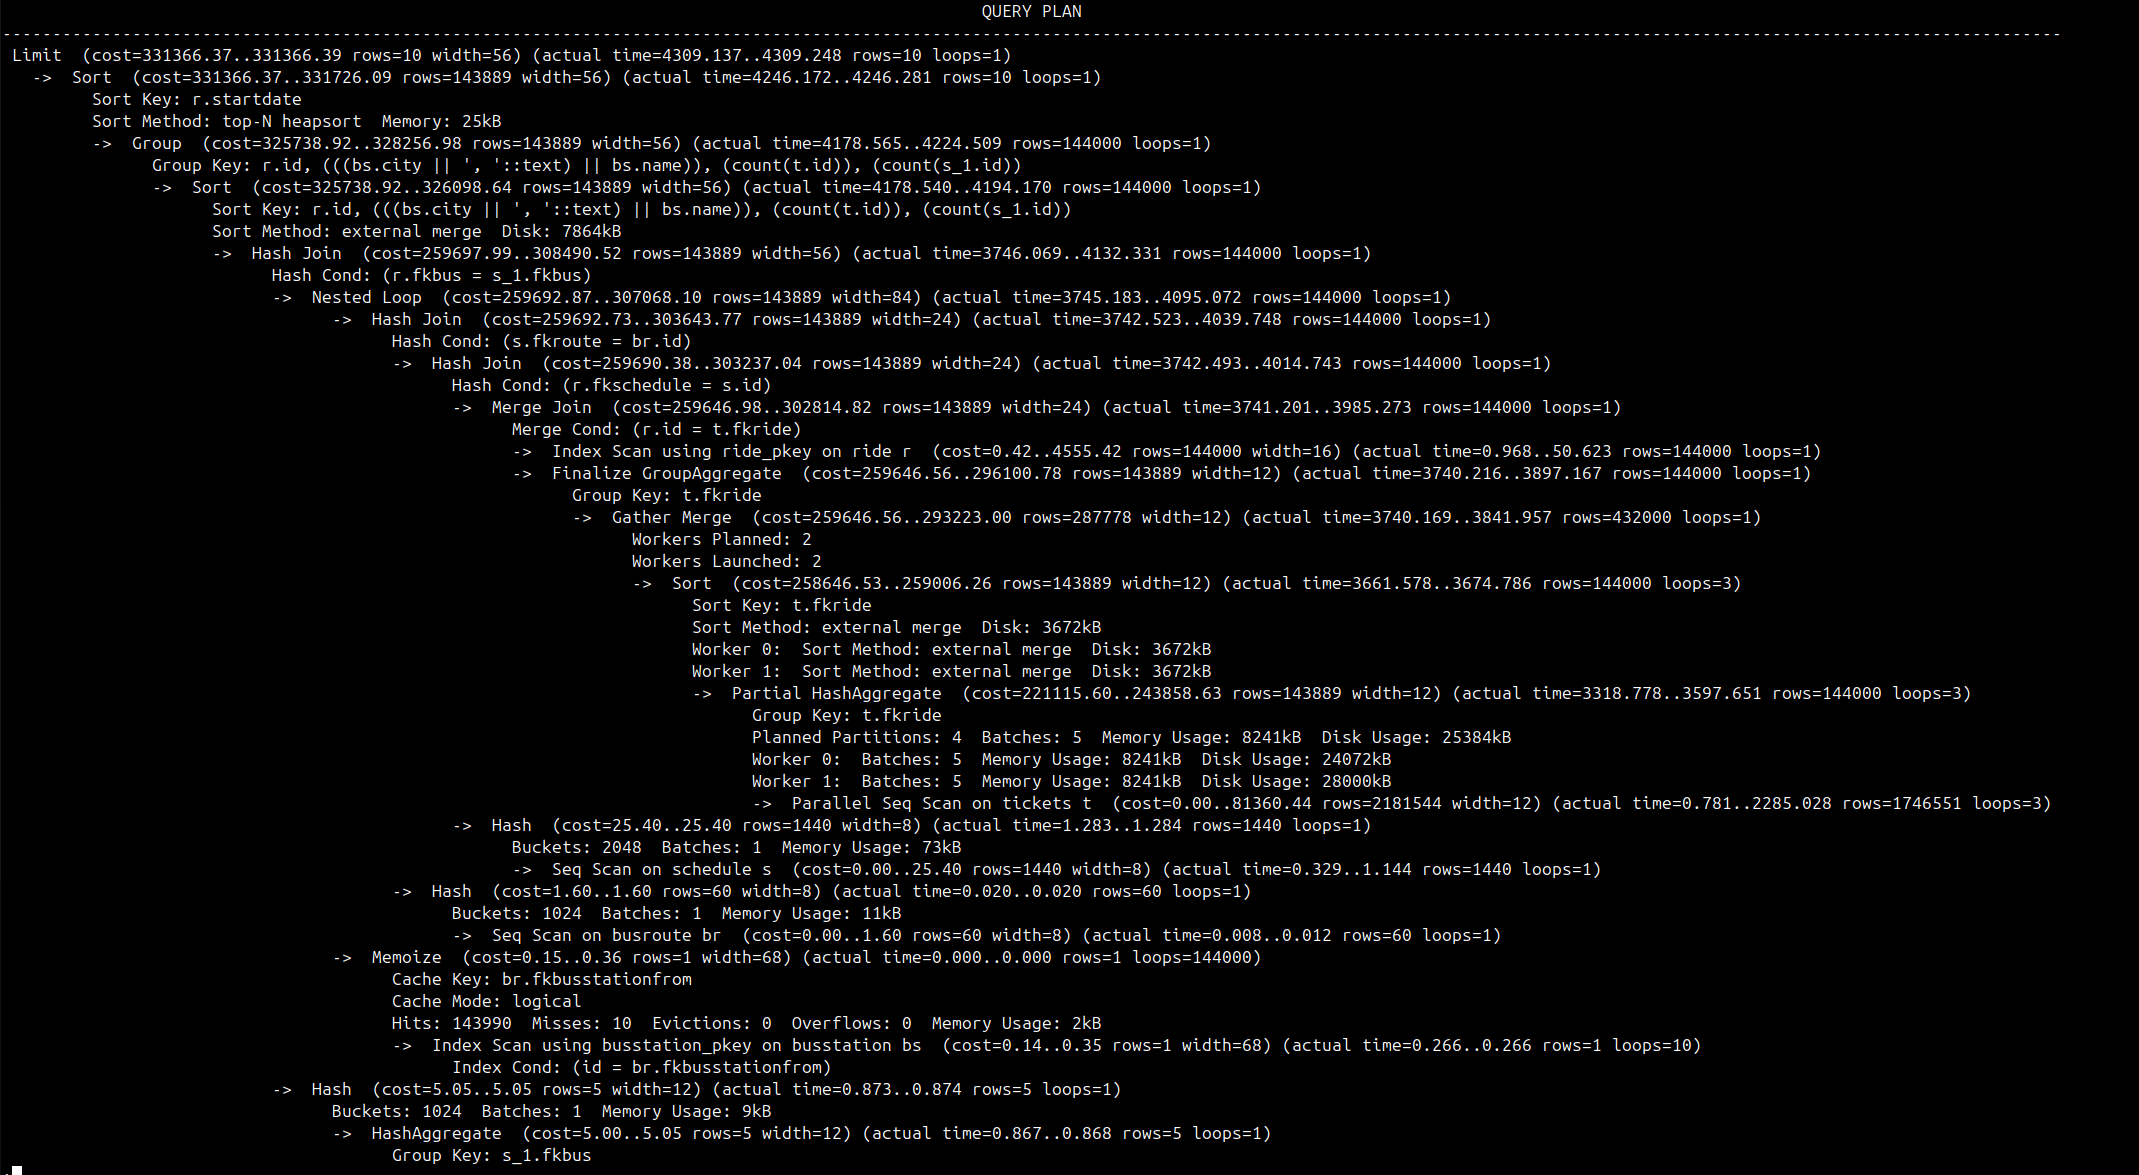 QUERY PLAN
--------------------------------------------------------------------------------------------------------------------------------------------------------------------------------------------------------------
Limit  (cost=331366.37..331366.39 rows=10 width=56) (actual time=4309.137..4309.248 rows=10 loops=1)
->  Sort  (cost=331366.37..331726.09 rows=143889 width=56) (actual time=4246.172..4246.281 rows=10 loops=1)
Sort Key: r.startdate
Sort Method: top-N heapsort  Memory: 25kB
->  Group  (cost=325738.92..328256.98 rows=143889 width=56) (actual time=4178.565..4224.509 rows=144000 loops=1)
Group Key: r.id, (((bs.city || ', '::text) || bs.name)), (count(t.id)), (count(s_1.id))
->  Sort  (cost=325738.92..326098.64 rows=143889 width=56) (actual time=4178.540..4194.170 rows=144000 loops=1)
Sort Key: r.id, (((bs.city || ', '::text) || bs.name)), (count(t.id)), (count(s_1.id))
Sort Method: external merge  Disk: 7864kB
->  Hash Join  (cost=259697.99..308490.52 rows=143889 width=56) (actual time=3746.069..4132.331 rows=144000 loops=1)
Hash Cond: (r.fkbus = s_1.fkbus)
->  Nested Loop  (cost=259692.87..307068.10 rows=143889 width=84) (actual time=3745.183..4095.072 rows=144000 loops=1)
->  Hash Join  (cost=259692.73..303643.77 rows=143889 width=24) (actual time=3742.523..4039.748 rows=144000 loops=1)
Hash Cond: (s.fkroute = br.id)
->  Hash Join  (cost=259690.38..303237.04 rows=143889 width=24) (actual time=3742.493..4014.743 rows=144000 loops=1)
Hash Cond: (r.fkschedule = s.id)
->  Merge Join  (cost=259646.98..302814.82 rows=143889 width=24) (actual time=3741.201..3985.273 rows=144000 loops=1)
Merge Cond: (r.id = t.fkride)
->  Index Scan using ride_pkey on ride r  (cost=0.42..4555.42 rows=144000 width=16) (actual time=0.968..50.623 rows=144000 loops=1)
->  Finalize GroupAggregate  (cost=259646.56..296100.78 rows=143889 width=12) (actual time=3740.216..3897.167 rows=144000 loops=1)
Group Key: t.fkride
->  Gather Merge  (cost=259646.56..293223.00 rows=287778 width=12) (actual time=3740.169..3841.957 rows=432000 loops=1)
Workers Planned: 2
Workers Launched: 2
->  Sort  (cost=258646.53..259006.26 rows=143889 width=12) (actual time=3661.578..3674.786 rows=144000 loops=3)
Sort Key: t.fkride
Sort Method: external merge  Disk: 3672kB
Worker 0:  Sort Method: external merge  Disk: 3672kB
Worker 1:  Sort Method: external merge  Disk: 3672kB
->  Partial HashAggregate  (cost=221115.60..243858.63 rows=143889 width=12) (actual time=3318.778..3597.651 rows=144000 loops=3)
Group Key: t.fkride
Planned Partitions: 4  Batches: 5  Memory Usage: 8241kB  Disk Usage: 25384kB
Worker 0:  Batches: 5  Memory Usage: 8241kB  Disk Usage: 24072kB
Worker 1:  Batches: 5  Memory Usage: 8241kB  Disk Usage: 28000kB
->  Parallel Seq Scan on tickets t  (cost=0.00..81360.44 rows=2181544 width=12) (actual time=0.781..2285.028 rows=1746551 loops=3)
->  Hash  (cost=25.40..25.40 rows=1440 width=8) (actual time=1.283..1.284 rows=1440 loops=1)
Buckets: 2048  Batches: 1  Memory Usage: 73kB
->  Seq Scan on schedule s  (cost=0.00..25.40 rows=1440 width=8) (actual time=0.329..1.144 rows=1440 loops=1)
->  Hash  (cost=1.60..1.60 rows=60 width=8) (actual time=0.020..0.020 rows=60 loops=1)
Buckets: 1024  Batches: 1  Memory Usage: 11kB
->  Seq Scan on busroute br  (cost=0.00..1.60 rows=60 width=8) (actual time=0.008..0.012 rows=60 loops=1)
->  Memoize  (cost=0.15..0.36 rows=1 width=68) (actual time=0.000..0.000 rows=1 loops=144000)
Cache Key: br.fkbusstationfrom
Cache Mode: logical
Hits: 143990  Misses: 10  Evictions: 0  Overflows: 0  Memory Usage: 2kB
->  Index Scan using busstation_pkey on busstation bs  (cost=0.14..0.35 rows=1 width=68) (actual time=0.266..0.266 rows=1 loops=10)
Index Cond: (id = br.fkbusstationfrom)
->  Hash  (cost=5.05..5.05 rows=5 width=12) (actual time=0.873..0.874 rows=5 loops=1)
Buckets: 1024  Batches: 1  Memory Usage: 9kB
->  HashAggregate  (cost=5.00..5.05 rows=5 width=12) (actual time=0.867..0.868 rows=5 loops=1)
Group Key: s_1.fkbus
: